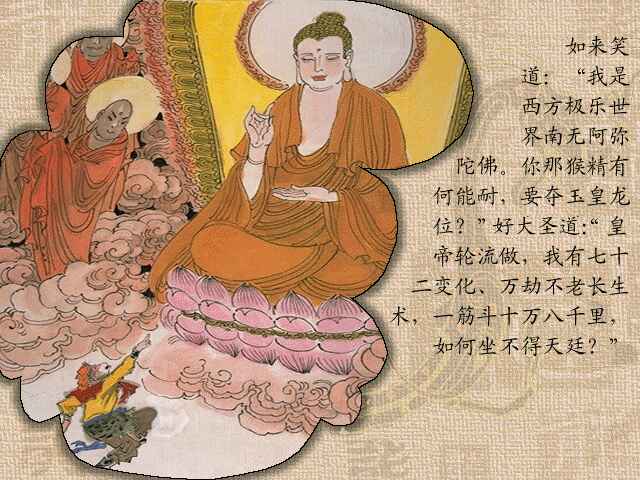 如来笑
道：“我是
西方极乐世
界南无阿弥
陀佛。你那猴精有
何能耐，要夺玉皇龙
位？”好大圣道:“皇
帝轮流做，我有七十
二变化、万劫不老长生
术，一筋斗十万八千里，
如何坐不得天廷？”